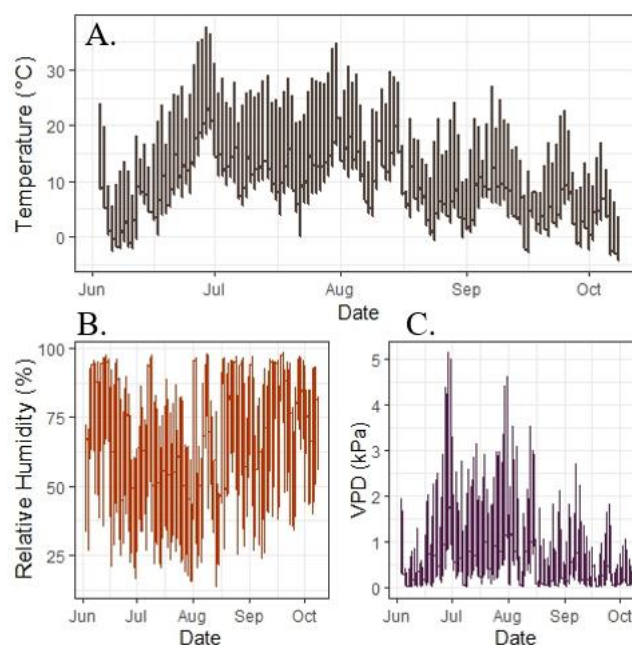 A.
Temperature (°C)
30
20
10
0
Jun
Jul
Aug
Sep
Oct
Date
B.
Relative Humidity (%)
100
75
50
25
Jun
Jul
Aug
Sep
Oct
Date
C.
VPD (kPa)
5
4
3
2
1
0
Jun
Jul
Aug
Sep
Oct
Date